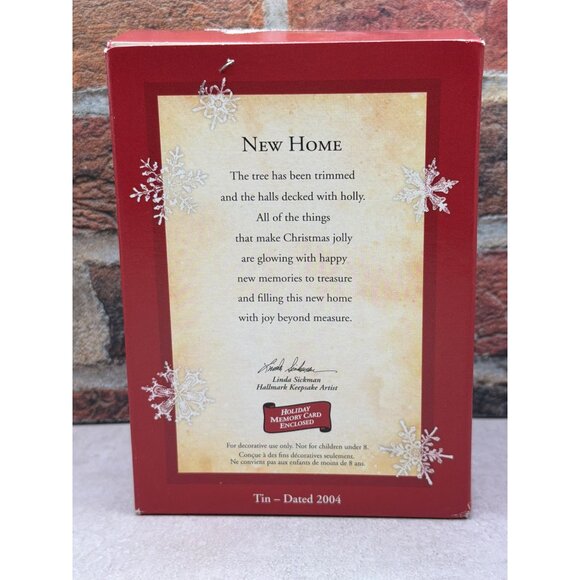 New Home
The tree has been trimmed
and the halls decked with holly.
All of the things
that make Christmas jolly
are glowing with happy
new memories to treasure
and filling this new home
with joy beyond measure.
Linda Sickman
Linda Sickman
Hallmark Keepsake Artist
Holiday
Memory Card
Enclosed
For decorative use only. Not for children under 8.
Conçue à des fins décoratives seulement.
Ne convient pas aux enfants de moins de 8 ans.
Tin – Dated 2004